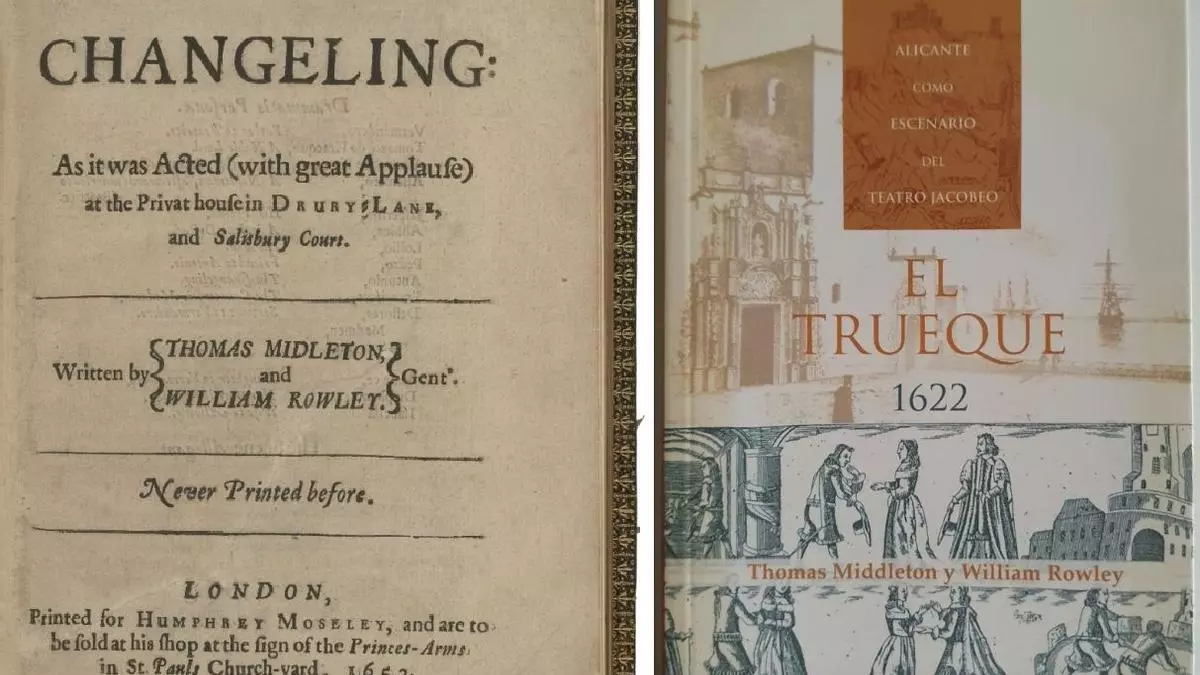 CHANGELING:
As it was Acted (with great Applauſe)
at the Privat houſe in DRURY LANE,
and Salisbury Court.
Written by {THOMAS MIDLETON, and WILLIAM ROWLEY.} Gent'.
Never Printed before.
LONDON,
Printed for HUMPHREY MOSELEY, and are to
be ſold at his ſhop at the ſign of the Princes-Arms
in St. Pauls Church-yard.
ALICANTE
COMO
ESCENARIO
DEL
TEATRO JACOBEO
EL
TRUEQUE
1622
Thomas Middleton y William Rowley